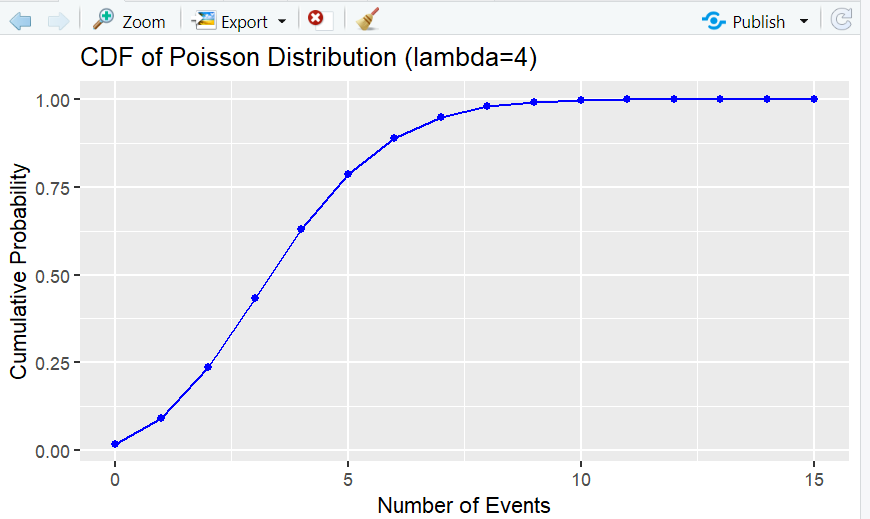 Zoom Export Publish
CDF of Poisson Distribution (lambda=4)
1.00
0.75
0.50
0.25
0.00
Cumulative Probability
0 5 10 15
Number of Events